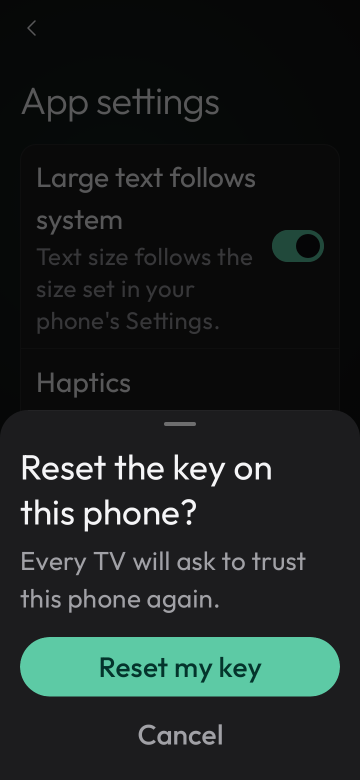 App settings
Large text follows
system
Text size follows the
size set in your
phone's Settings.
Haptics
Reset the key on
this phone?
Every TV will ask to trust
this phone again.
Reset my key
Cancel